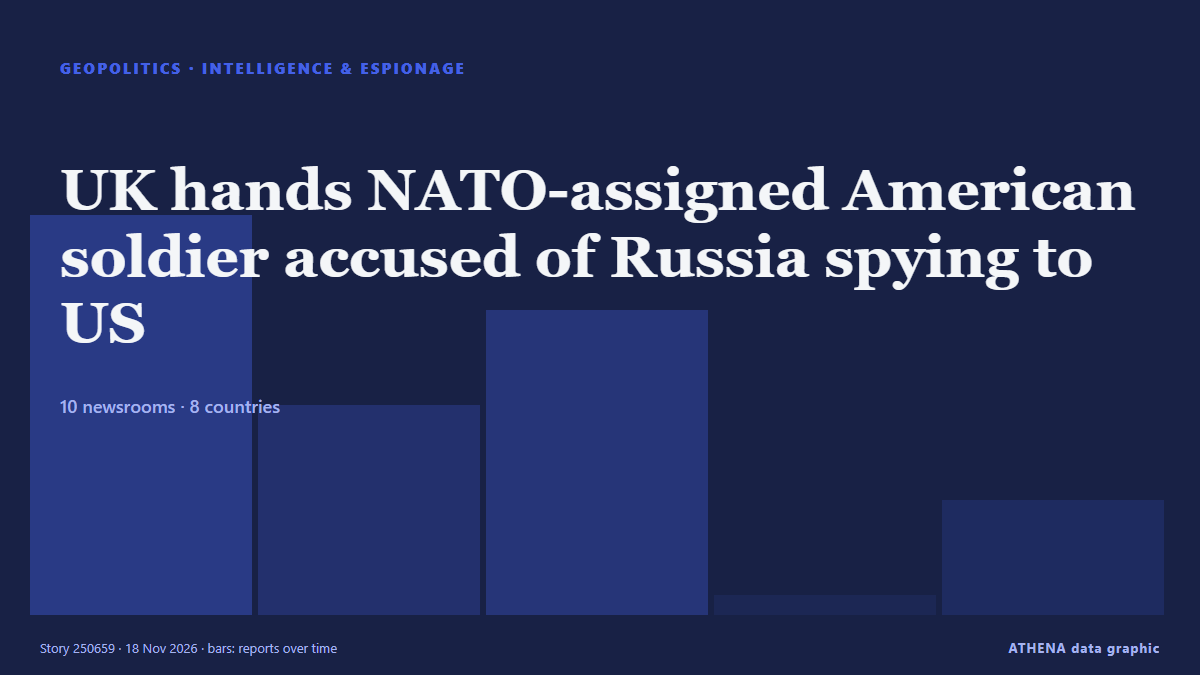 GEOPOLITICS · INTELLIGENCE & ESPIONAGE
UK hands NATO-assigned American
soldier accused of Russia spying to
US
10 newsrooms · 8 countries
Story 250659 · 18 Nov 2026 · bars: reports over time
ATHENA data graphic